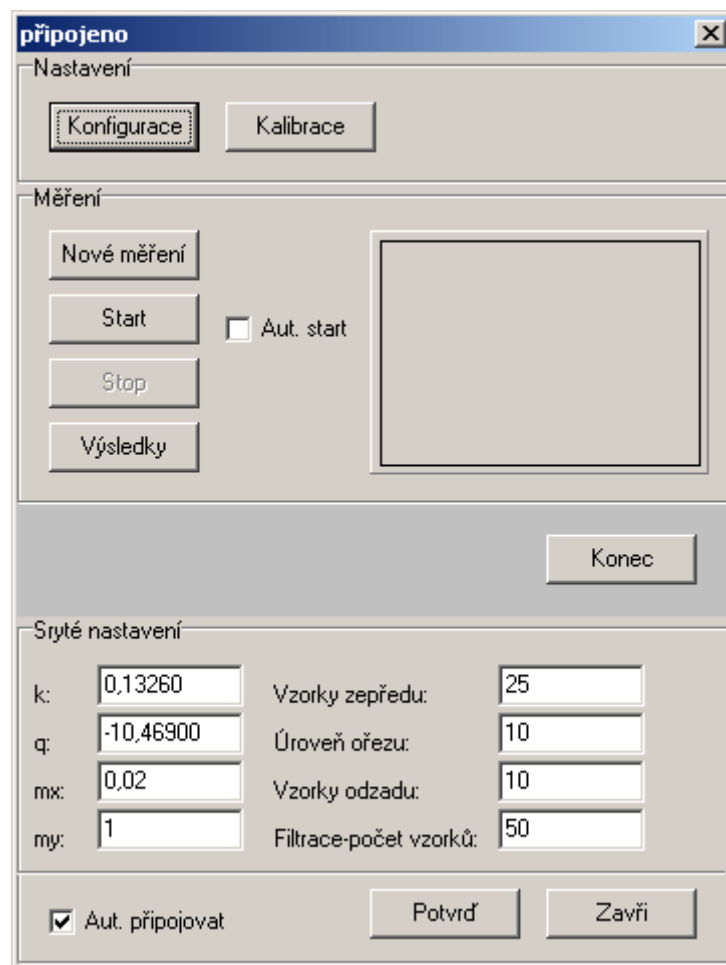 připojeno
Nastavení
Konfigurace Kalibrace
Měření
Nové měření
Start
Aut. start
Stop
Výsledky
Konec
Sryté nastavení
k: 0,13260 Vzorky zepředu: 25
q: -10,46900 Úroveň ořezu: 10
mx: 0,02 Vzorky odzadu: 10
my: 1 Filtrace-počet vzorků: 50
Aut. připojovat Potvrď Zavři